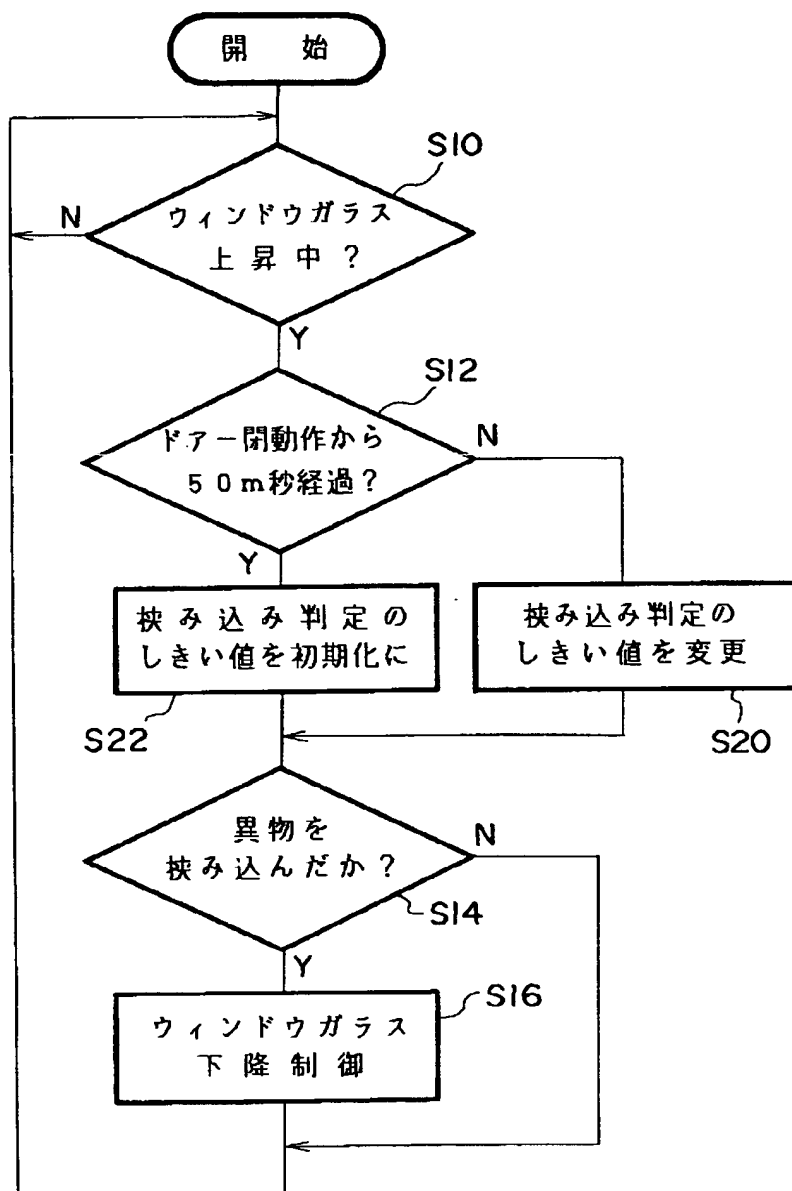 開始
S10
ウィンドウガラス
上昇中?
N
Y
S12
ドアー閉動作から
50m秒経過?
N
Y
挟み込み判定の
しきい値を初期化に
S22
挟み込み判定の
しきい値を変更
S20
異物を
挟み込んだか?
N
S14
Y
S16
ウィンドウガラス
下降制御